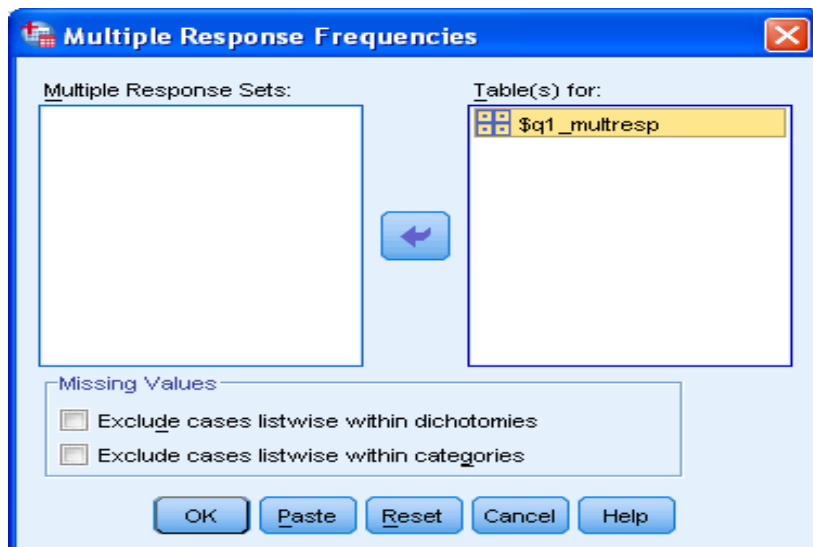 Multiple Response Frequencies
Multiple Response Sets:
Table(s) for:
$q1_multresp
Missing Values
Exclude cases listwise within dichotomies
Exclude cases listwise within categories
OK Paste Reset Cancel Help